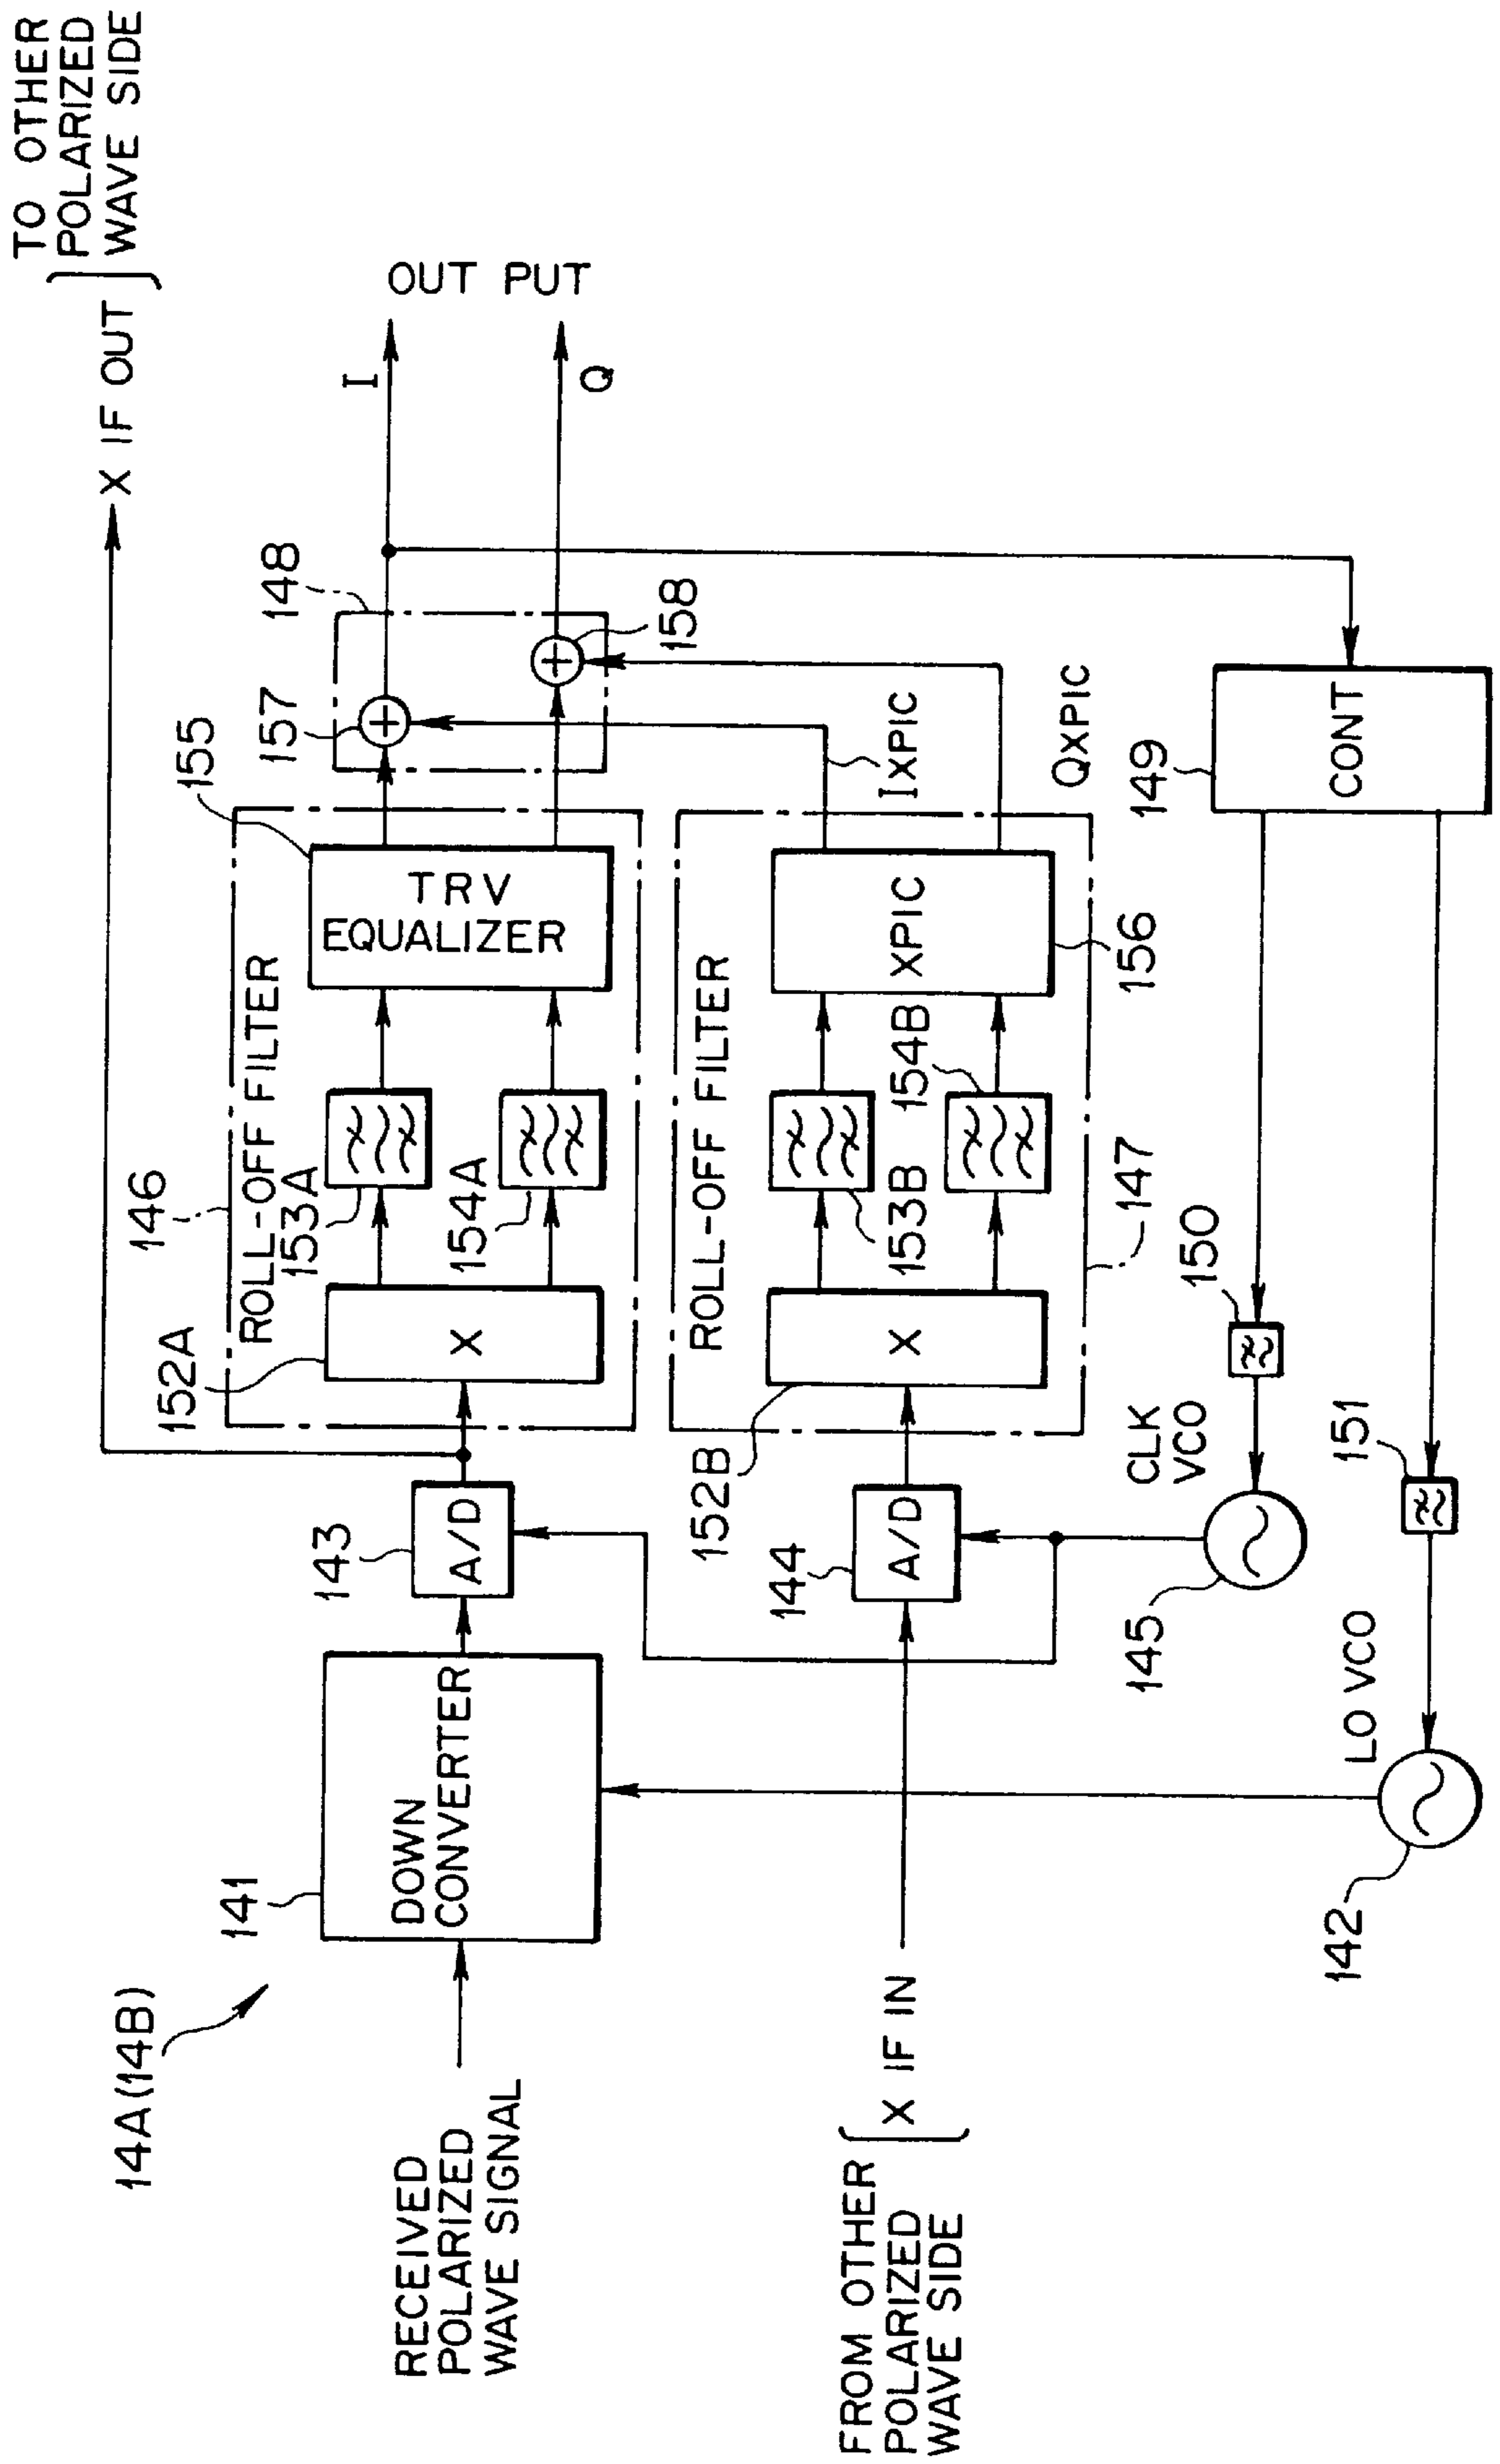 14A(14B)
RECEIVED
POLARIZED
WAVE SIGNAL
141
DOWN
CONVERTER
143
A/D
152A
X
146
ROLL-OFF FILTER
153A
154A
155
TRV
EQUALIZER
157
148
158
I
Q
OUT PUT
X IF OUT
TO OTHER
POLARIZED
WAVE SIDE
FROM OTHER
POLARIZED
WAVE SIDE
X IF IN
144
A/D
152B
X
ROLL-OFF FILTER
153B
154B
147
XPIC
156
IXPIC
QXPIC
149
CONT
150
CLK
VCO
145
151
LO VCO
142